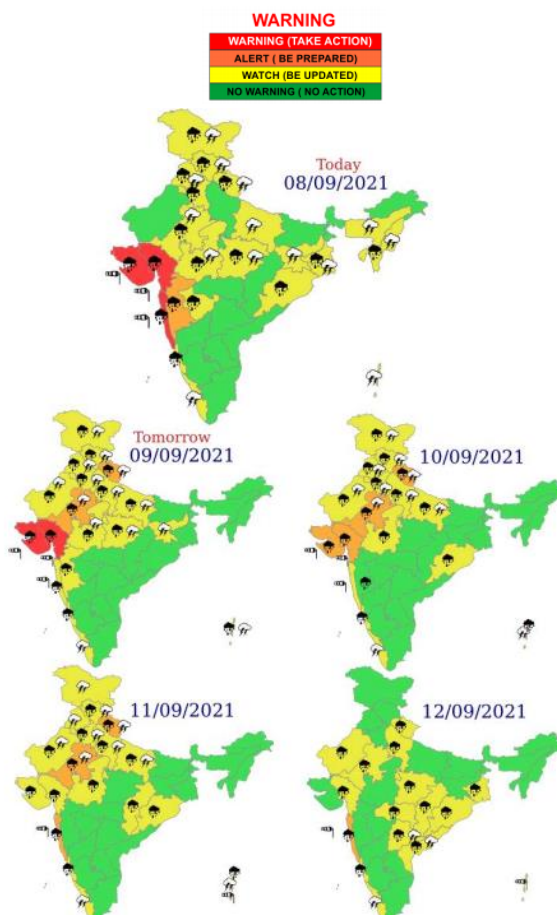 WARNING
WARNING (TAKE ACTION)
ALERT ( BE PREPARED)
WATCH (BE UPDATED)
NO WARNING ( NO ACTION)
Today
08/09/2021
Tomorrow
09/09/2021
10/09/2021
11/09/2021
12/09/2021